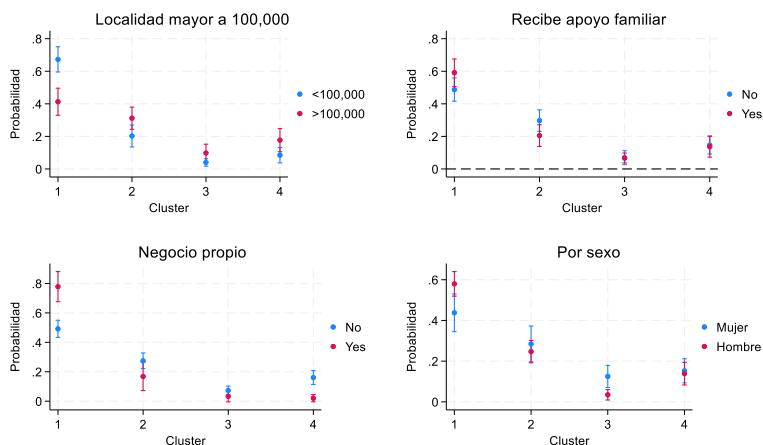 Localidad mayor a 100,000
Probabilidad
.8
.6
.4
.2
0
1 2 3 4
Cluster
<100,000
>100,000
Recibe apoyo familiar
Probabilidad
.8
.6
.4
.2
0
1 2 3 4
Cluster
No
Yes
Negocio propio
Probabilidad
.8
.6
.4
.2
0
1 2 3 4
Cluster
No
Yes
Por sexo
Probabilidad
.6
.4
.2
0
1 2 3 4
Cluster
Mujer
Hombre